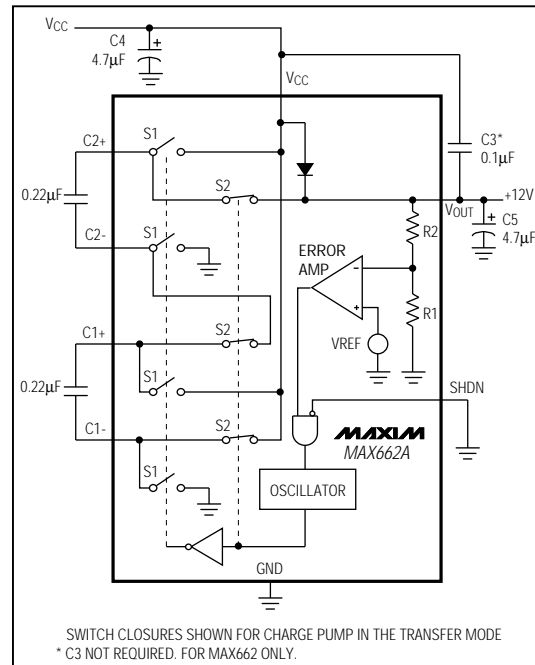 VCC
C4
4.7µF
+
VCC
C2+
S1
C3*
0.1µF
0.22µF
S2
+12V
VOUT
+
C5
4.7µF
C2-
S1
ERROR
AMP
R2
−
+
C1+
S2
R1
VREF
0.22µF
S1
SHDN
C1-
S2
MAXIM
MAX662A
S1
OSCILLATOR
GND
SWITCH CLOSURES SHOWN FOR CHARGE PUMP IN THE TRANSFER MODE
* C3 NOT REQUIRED. FOR MAX662 ONLY.